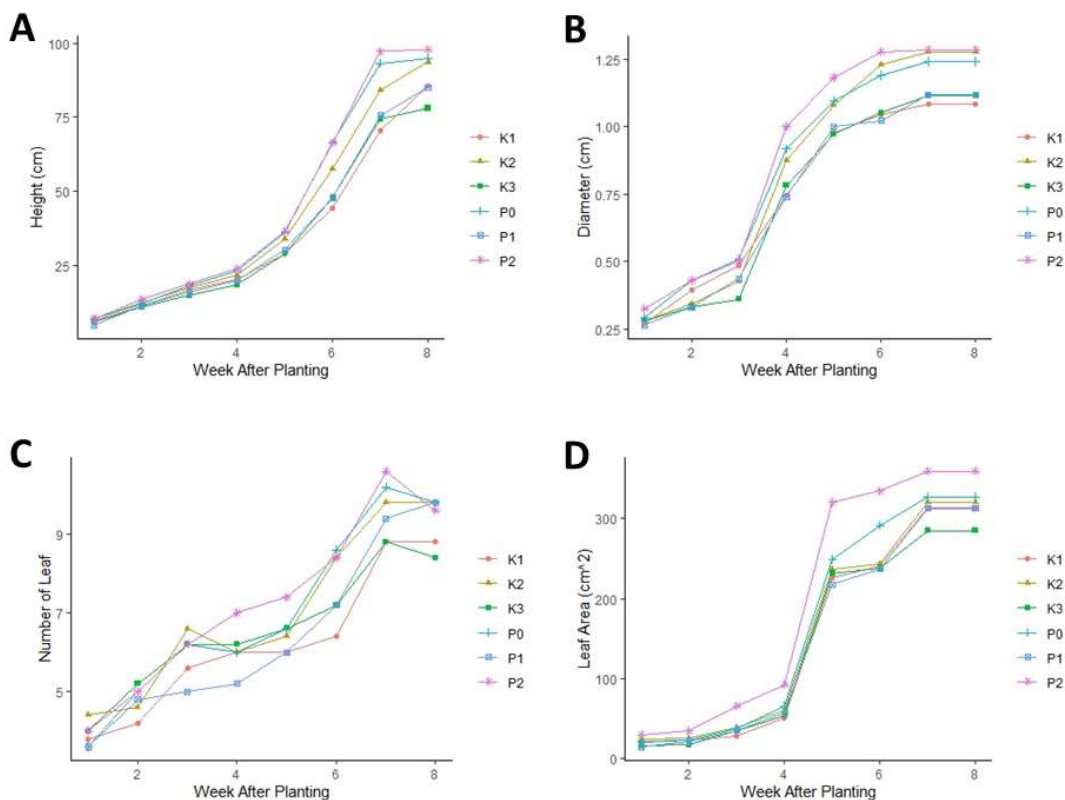 A
Height (cm)
100
75
50
25
2 4 6 8
Week After Planting
K1
K2
K3
P0
P1
P2
B
Diameter (cm)
1.25
1.00
0.75
0.50
0.25
2 4 6 8
Week After Planting
K1
K2
K3
P0
P1
P2
C
Number of Leaf
9
7
5
2 4 6 8
Week After Planting
K1
K2
K3
P0
P1
P2
D
Leaf Area (cm^2)
300
200
100
0
2 4 6 8
Week After Planting
K1
K2
K3
P0
P1
P2